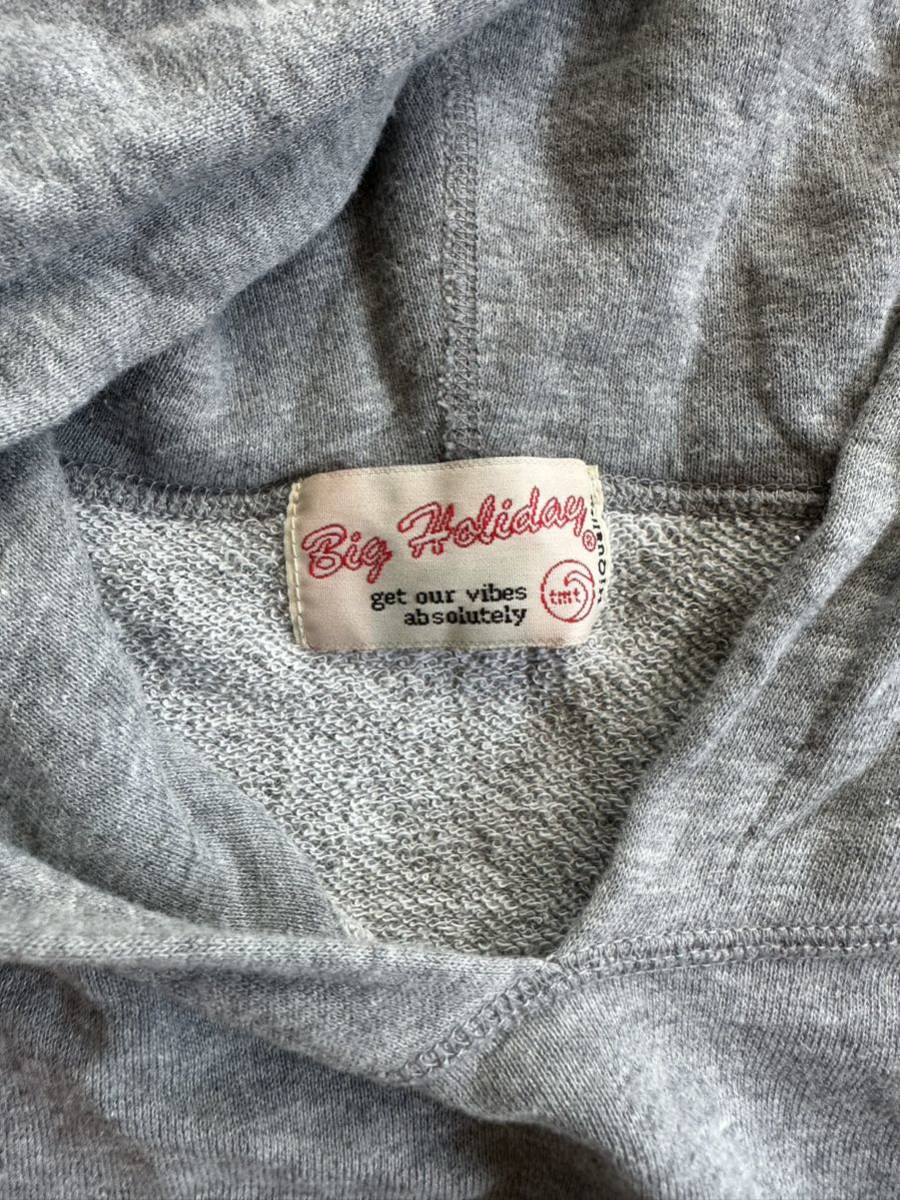 Big Holiday®
get our vibes
absolutely
tmt